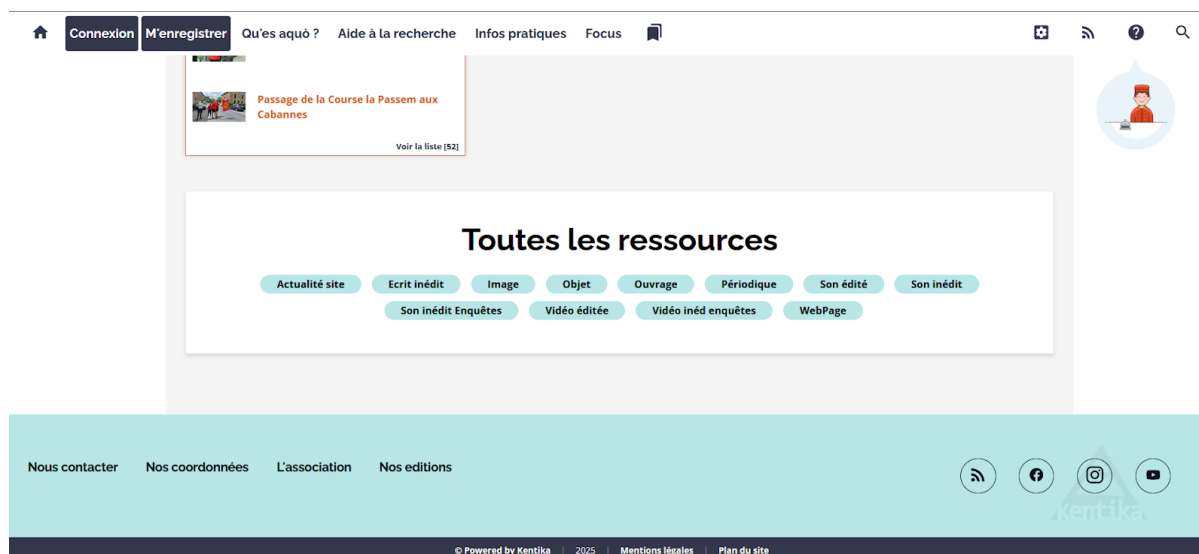 Connexion M'enregistrer Qu'es aquò ? Aide à la recherche Infos pratiques Focus
Passage de la Course la Passem aux
Cabannes
Voir la liste [52]
Toutes les ressources
Actualité site Ecrit inédit Image Objet Ouvrage Périodique Son édité Son inédit
Son inédit Enquêtes Vidéo éditée Vidéo inéd enquêtes WebPage
Nous contacter Nos coordonnées L'association Nos editions
kentika
© Powered by Kentika | 2025 | Mentions légales | Plan du site